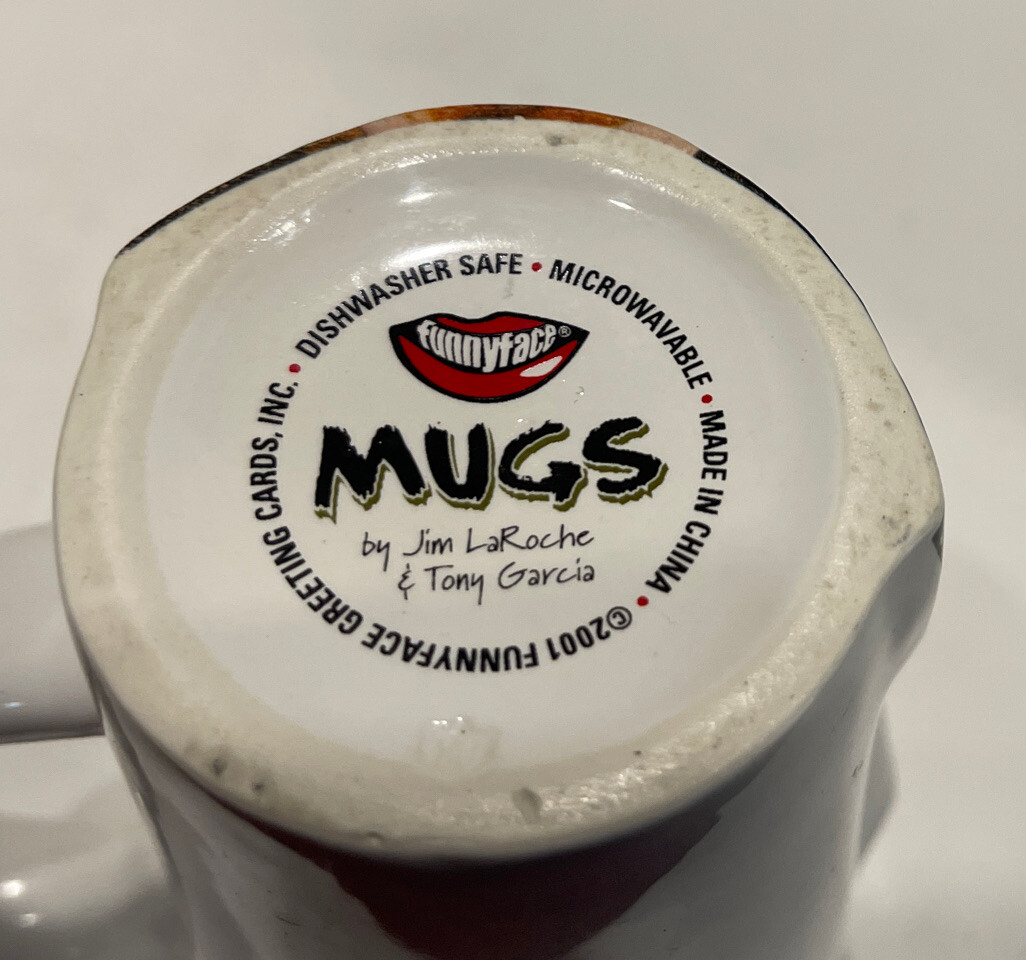 DISHWASHER SAFE • MICROWAVABLE • MADE IN CHINA • ©2001 FUNNYFACE GREETING CARDS, INC. •
funnyface®
MUGS
by Jim LaRoche
& Tony Garcia